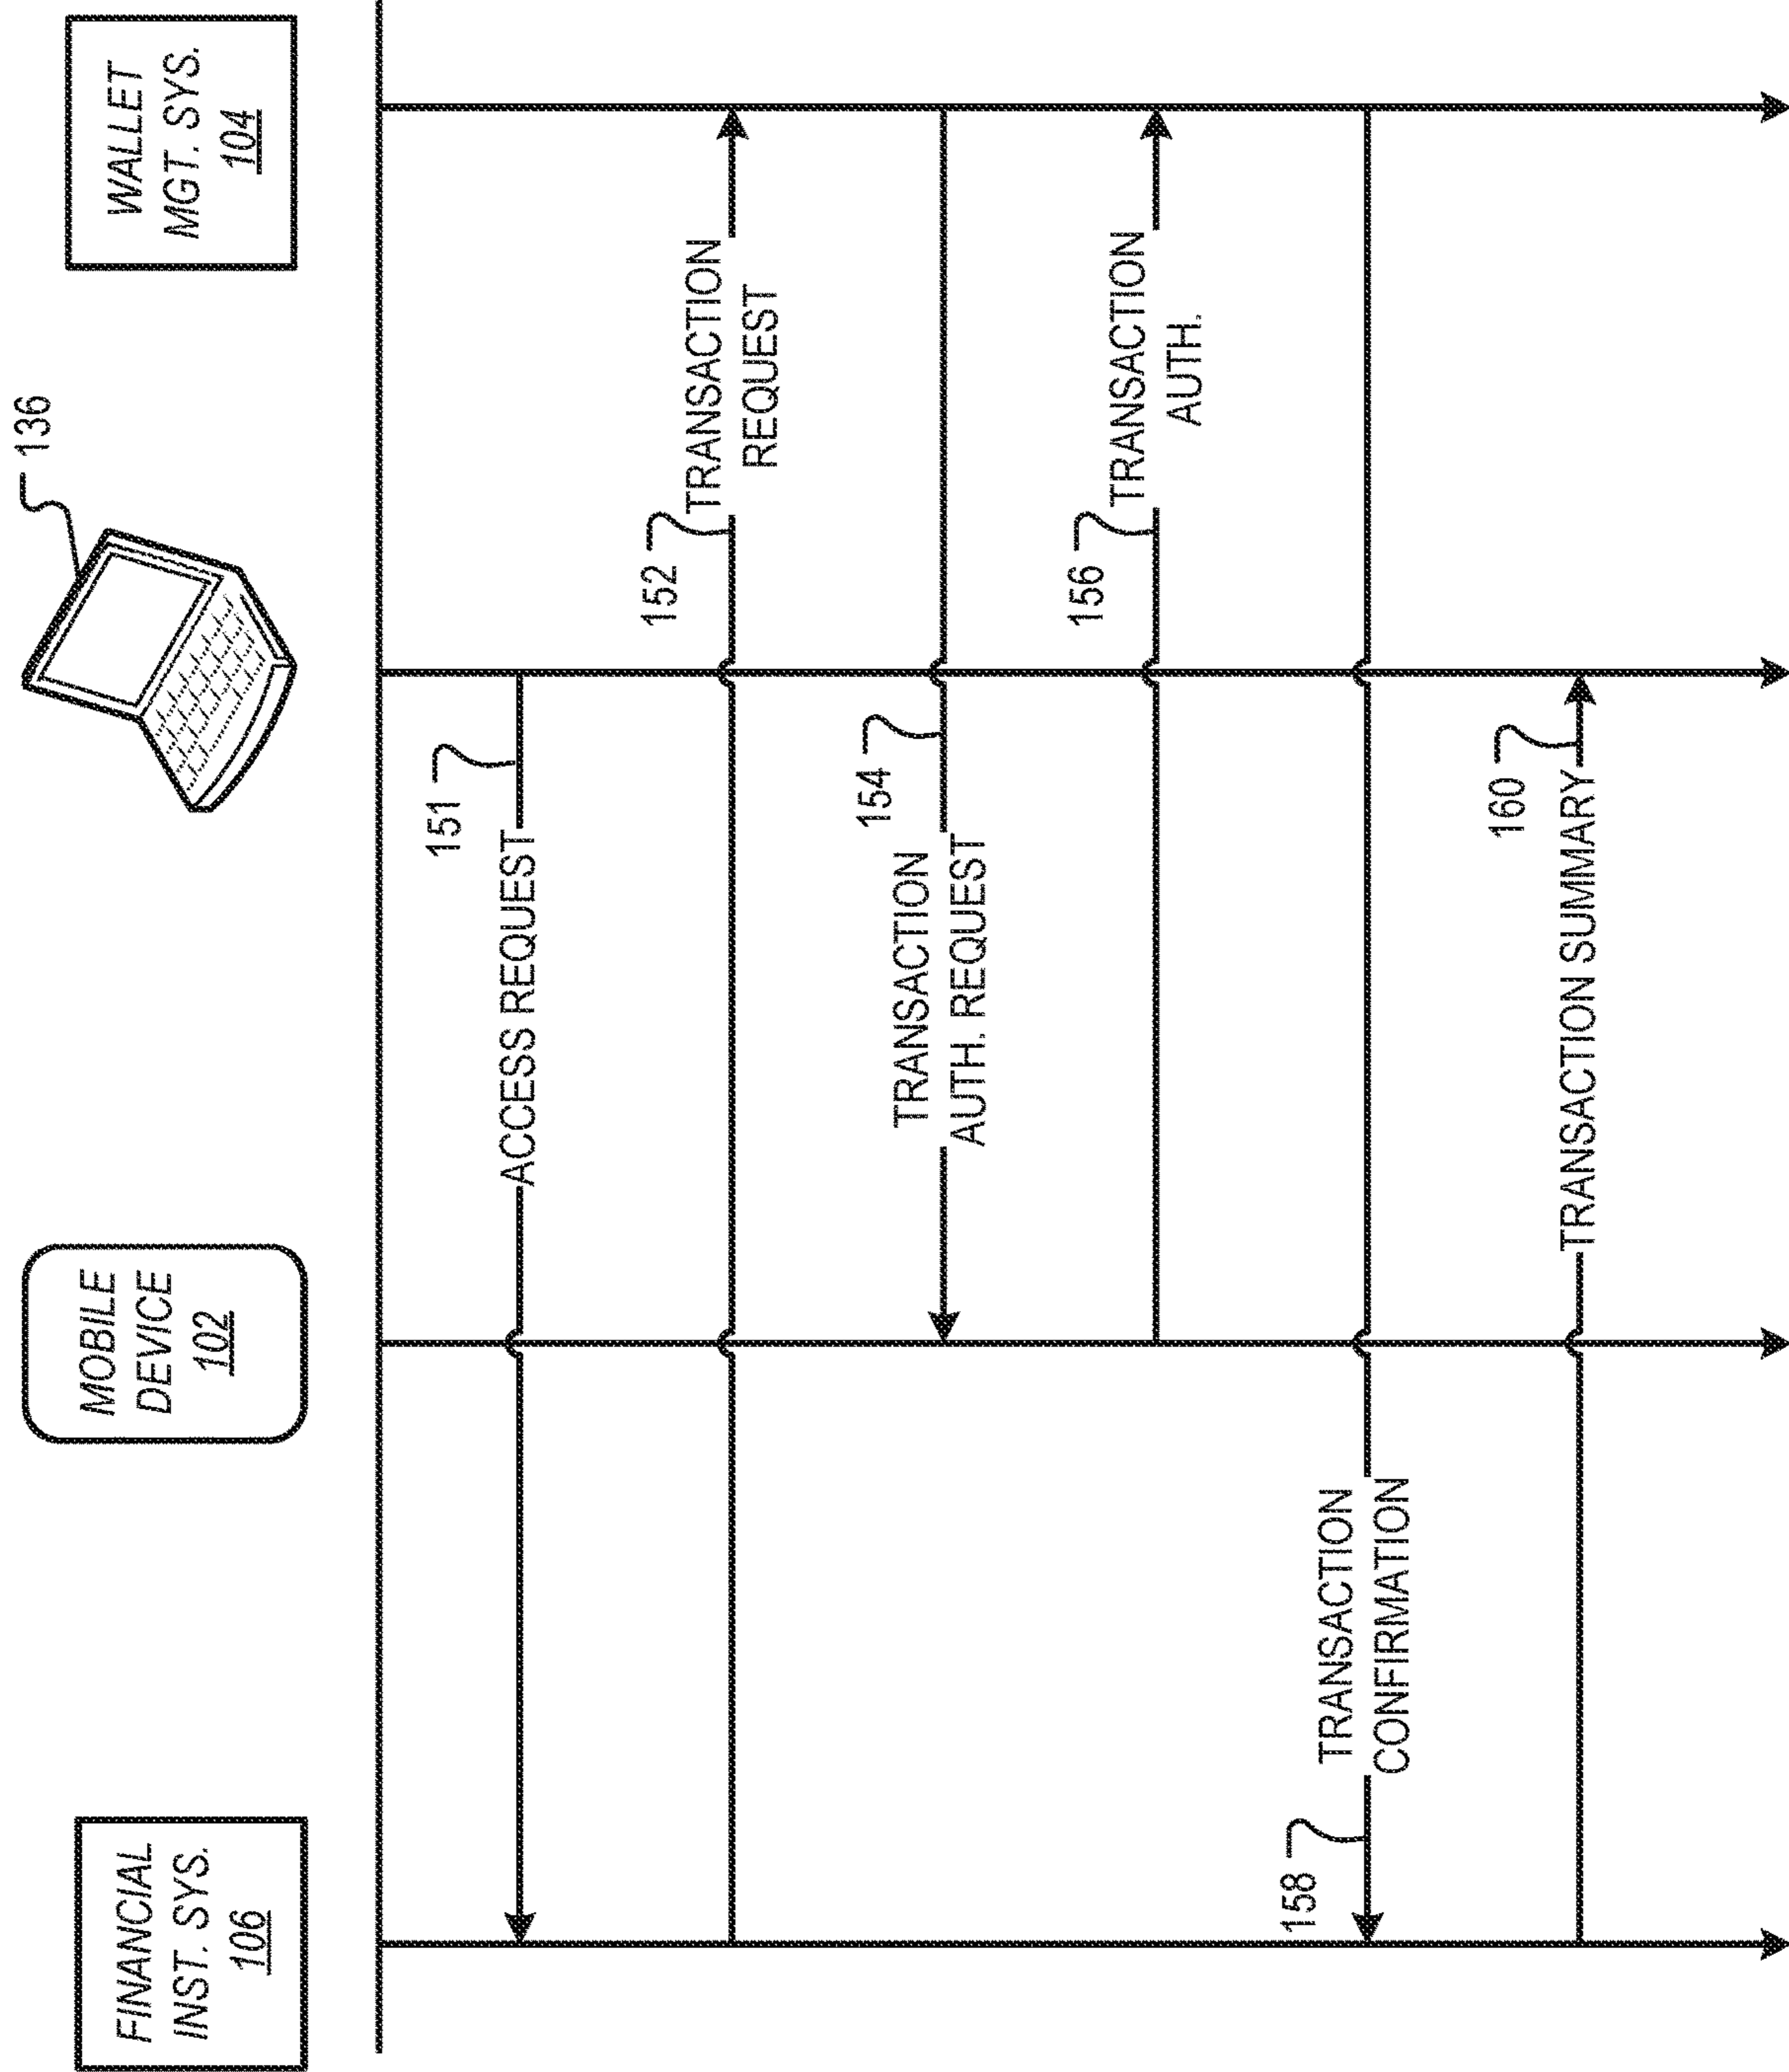 FINANCIAL
INST. SYS.
106
MOBILE
DEVICE
102
136
WALLET
MGT. SYS.
104
151
ACCESS REQUEST
152
TRANSACTION
REQUEST
154
TRANSACTION
AUTH. REQUEST
156
TRANSACTION
AUTH.
158
TRANSACTION
CONFIRMATION
160
TRANSACTION SUMMARY